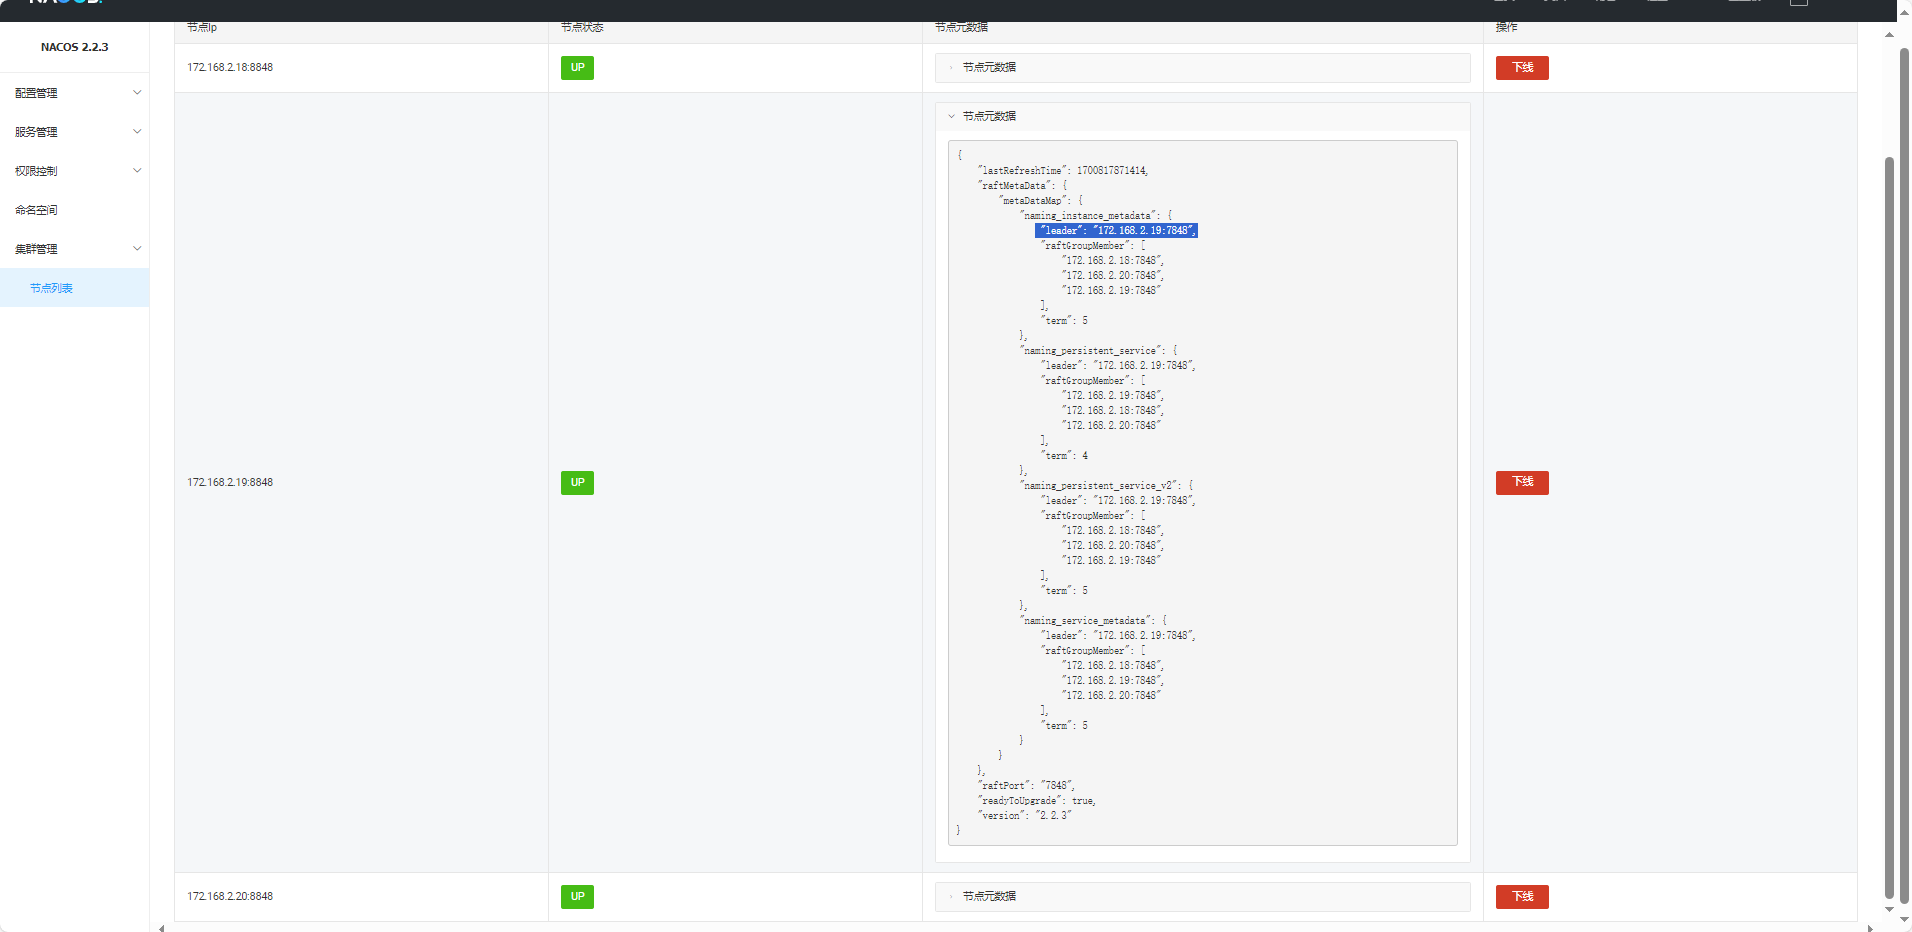 NACOS.
NACOS 2.2.3
配置管理
服务管理
权限控制
命名空间
集群管理
节点列表
节点Ip
节点状态
节点元数据
操作
172.168.2.18:8848
UP
节点元数据
下线
172.168.2.19:8848
UP
节点元数据
{
"lastRefreshTime": 1700817871414,
"raftMetaData": {
"metaDataMap": {
"naming_instance_metadata": {
"leader": "172.168.2.19:7848",
"raftGroupMember": [
"172.168.2.18:7848",
"172.168.2.20:7848",
"172.168.2.19:7848"
],
"term": 5
},
"naming_persistent_service": {
"leader": "172.168.2.19:7848",
"raftGroupMember": [
"172.168.2.19:7848",
"172.168.2.18:7848",
"172.168.2.20:7848"
],
"term": 4
},
"naming_persistent_service_v2": {
"leader": "172.168.2.19:7848",
"raftGroupMember": [
"172.168.2.18:7848",
"172.168.2.20:7848",
"172.168.2.19:7848"
],
"term": 5
},
"naming_service_metadata": {
"leader": "172.168.2.19:7848",
"raftGroupMember": [
"172.168.2.18:7848",
"172.168.2.19:7848",
"172.168.2.20:7848"
],
"term": 5
}
}
},
"raftPort": "7848",
"readyToUpgrade": true,
"version": "2.2.3"
}
下线
172.168.2.20:8848
UP
节点元数据
下线